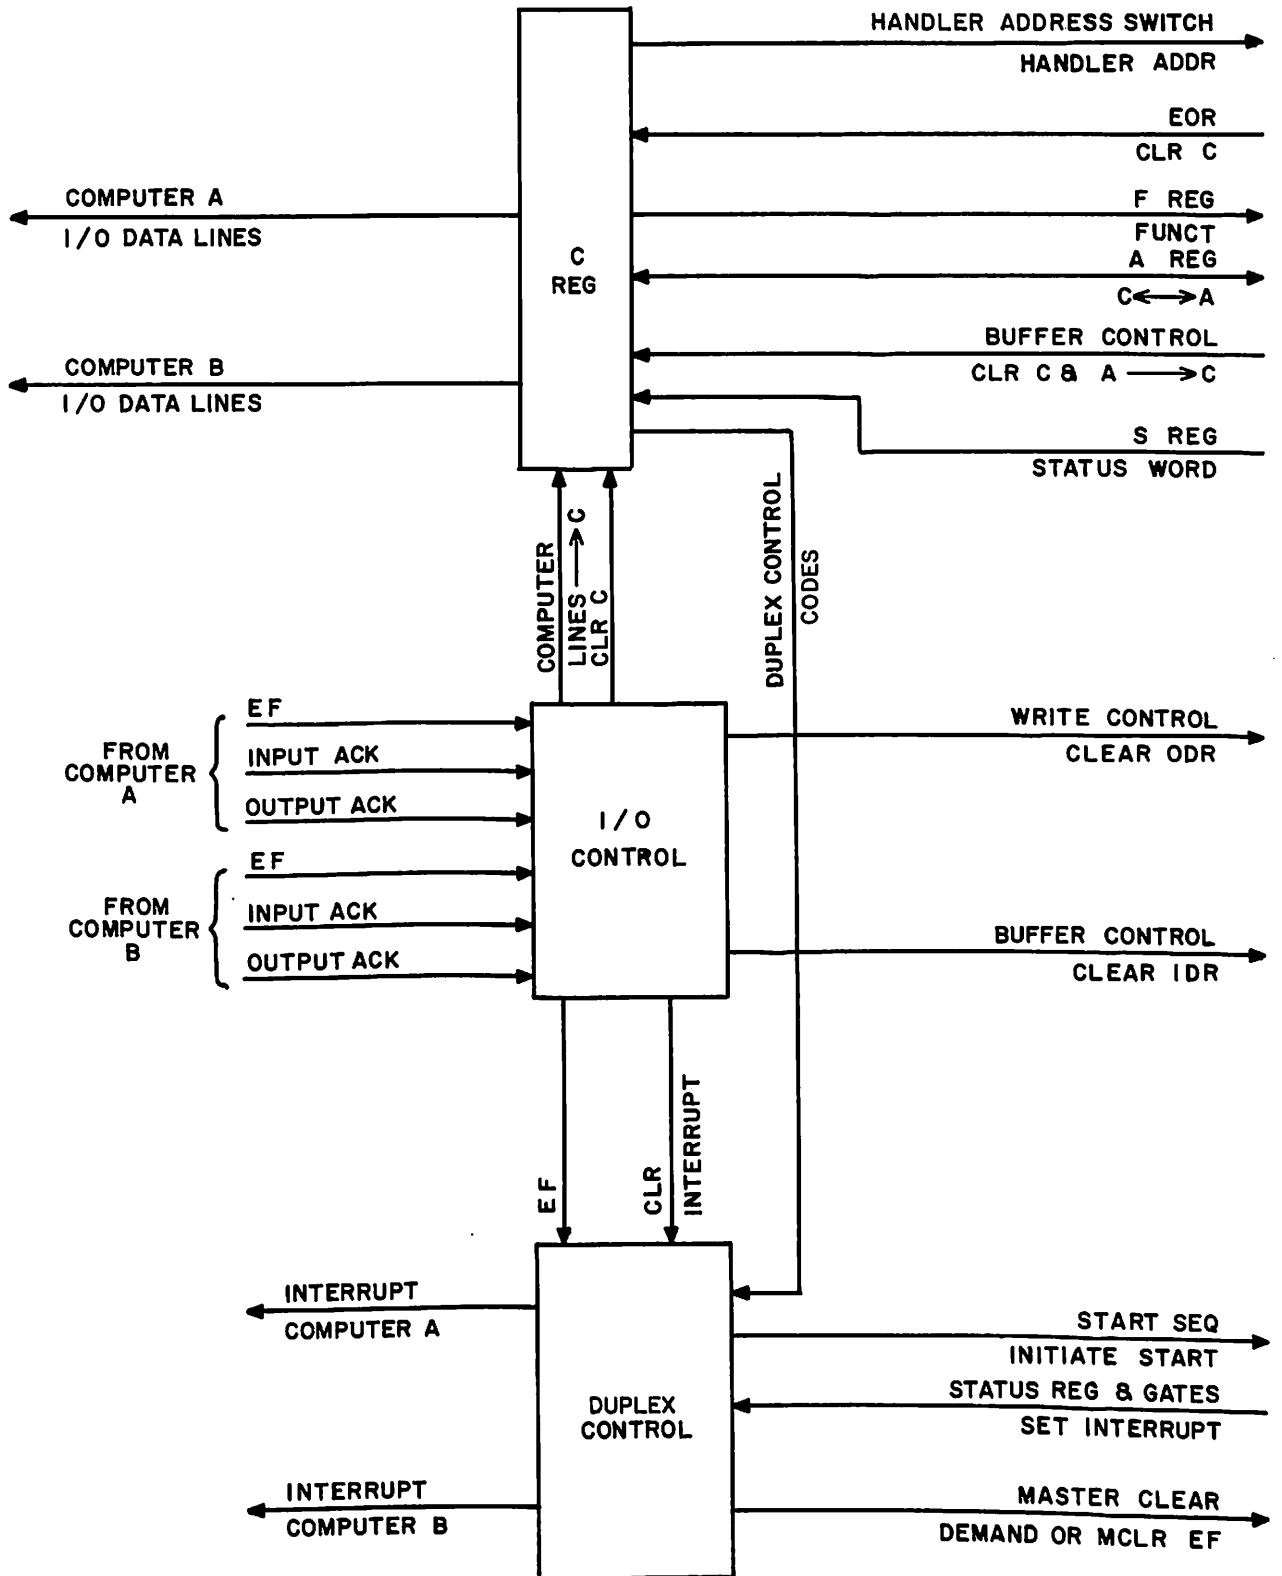 HANDLER ADDRESS SWITCH
HANDLER ADDR
EOR
CLR C
COMPUTER A
I/O DATA LINES
F REG
FUNCT
A REG
C⟷A
C
REG
BUFFER CONTROL
CLR C & A ⟶C
COMPUTER B
I/O DATA LINES
S REG
STATUS WORD
COMPUTER
LINES⟶C
CLR C
DUPLEX CONTROL
CODES
FROM
COMPUTER
A
EF
INPUT ACK
OUTPUT ACK
FROM
COMPUTER
B
EF
INPUT ACK
OUTPUT ACK
I/O
CONTROL
WRITE CONTROL
CLEAR ODR
BUFFER CONTROL
CLEAR IDR
EF
CLR
INTERRUPT
INTERRUPT
COMPUTER A
START SEQ
INITIATE START
STATUS REG & GATES
SET INTERRUPT
DUPLEX
CONTROL
INTERRUPT
COMPUTER B
MASTER CLEAR
DEMAND OR MCLR EF